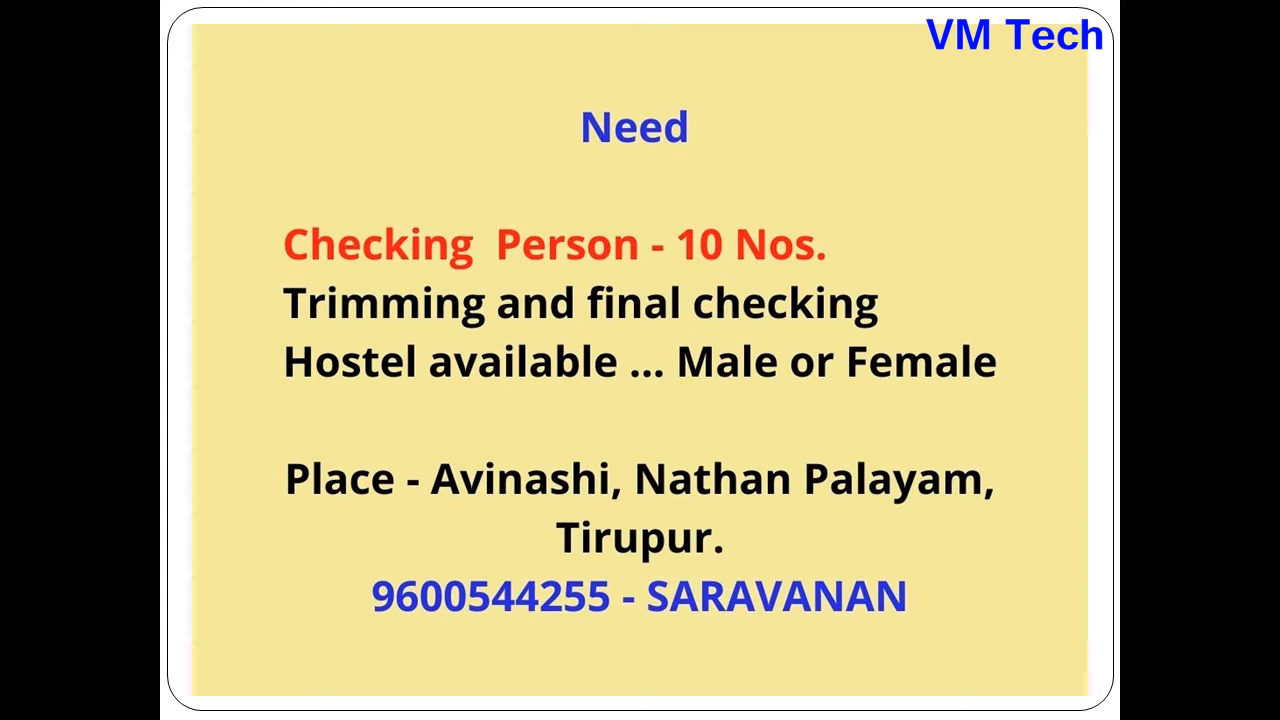 VM Tech
Need
Checking Person - 10 Nos.
Trimming and final checking
Hostel available ... Male or Female
Place - Avinashi, Nathan Palayam,
Tirupur.
9600544255 - SARAVANAN